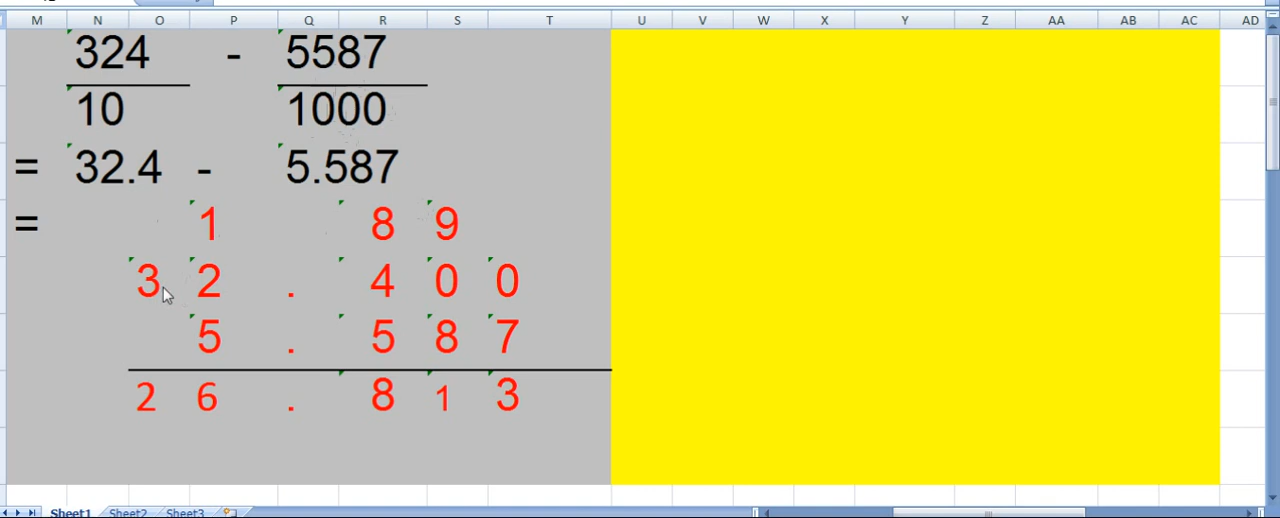 M N O P Q R S T U V W X Y Z AA AB AC AD
324 - 5587
10 1000
= 32.4 - 5.587
= 1 8 9
3 2 . 4 0 0
5 . 5 8 7
2 6 . 8 1 3
Sheet1 Sheet2 Sheet3